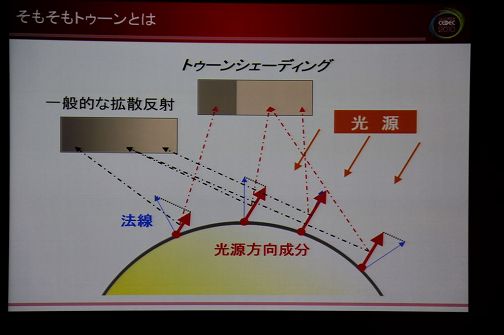 そもそもトゥーンとは
CEDEC
2010
トゥーンシェーディング
一般的な拡散反射
光源
法線
光源方向成分